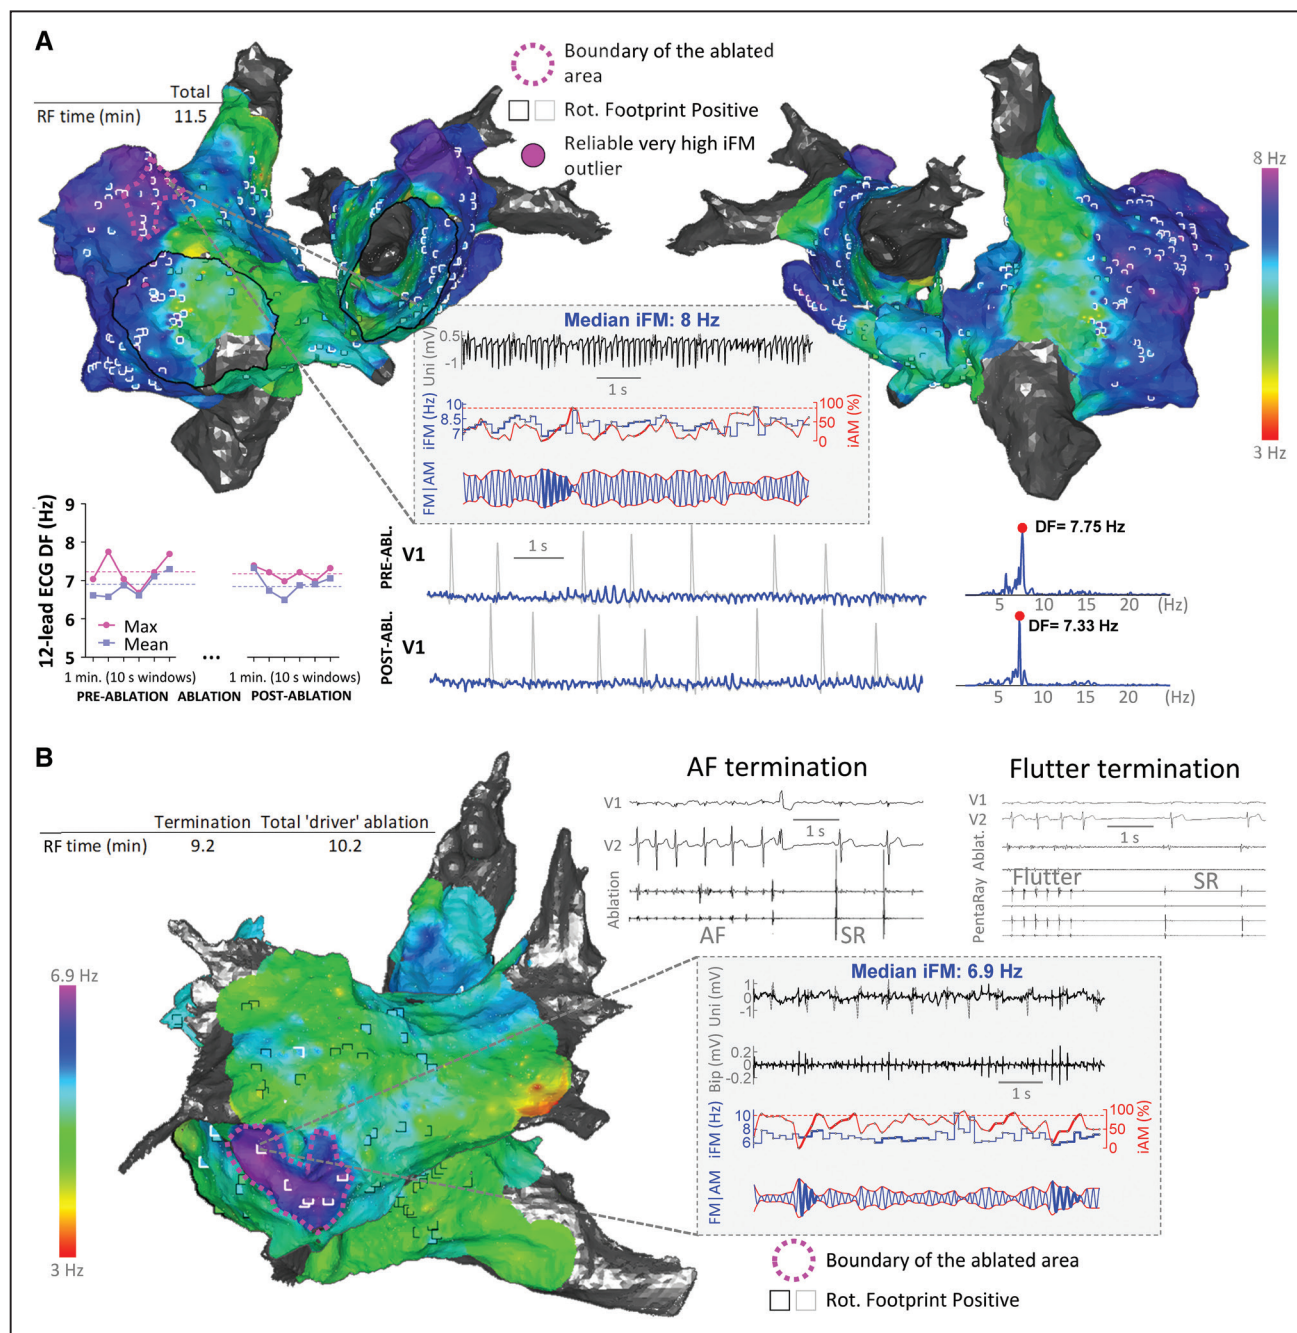 A
Total
RF time (min) 11.5
Boundary of the ablated
area
Rot. Footprint Positive
Reliable very high iFM
outlier
8 Hz
3 Hz
Median iFM: 8 Hz
Uni (mV)
0.5
-1
1 s
iFM (Hz)
10
8.5
7
100
50
0
iAM (%)
FM|AM
12-lead ECG DF (Hz)
9
8
7
6
5
Max
Mean
...
1 min. (10 s windows)
1 min. (10 s windows)
PRE-ABLATION ABLATION POST-ABLATION
PRE-ABL.
V1
1 s
DF= 7.75 Hz
5 10 15 20 (Hz)
POST-ABL.
V1
DF= 7.33 Hz
5 10 15 20 (Hz)
B
Termination Total 'driver' ablation
RF time (min) 9.2 10.2
6.9 Hz
3 Hz
AF termination
V1
1 s
V2
Ablation
AF SR
Flutter termination
V1
V2
1 s
Ablat.
PentaRay
Flutter SR
Median iFM: 6.9 Hz
Uni (mV)
1
0
-1
Bip (mV)
0.2
0
-0.2
1 s
iFM (Hz)
10
8
6
100
50
0
iAM (%)
FM|AM
Boundary of the ablated area
Rot. Footprint Positive